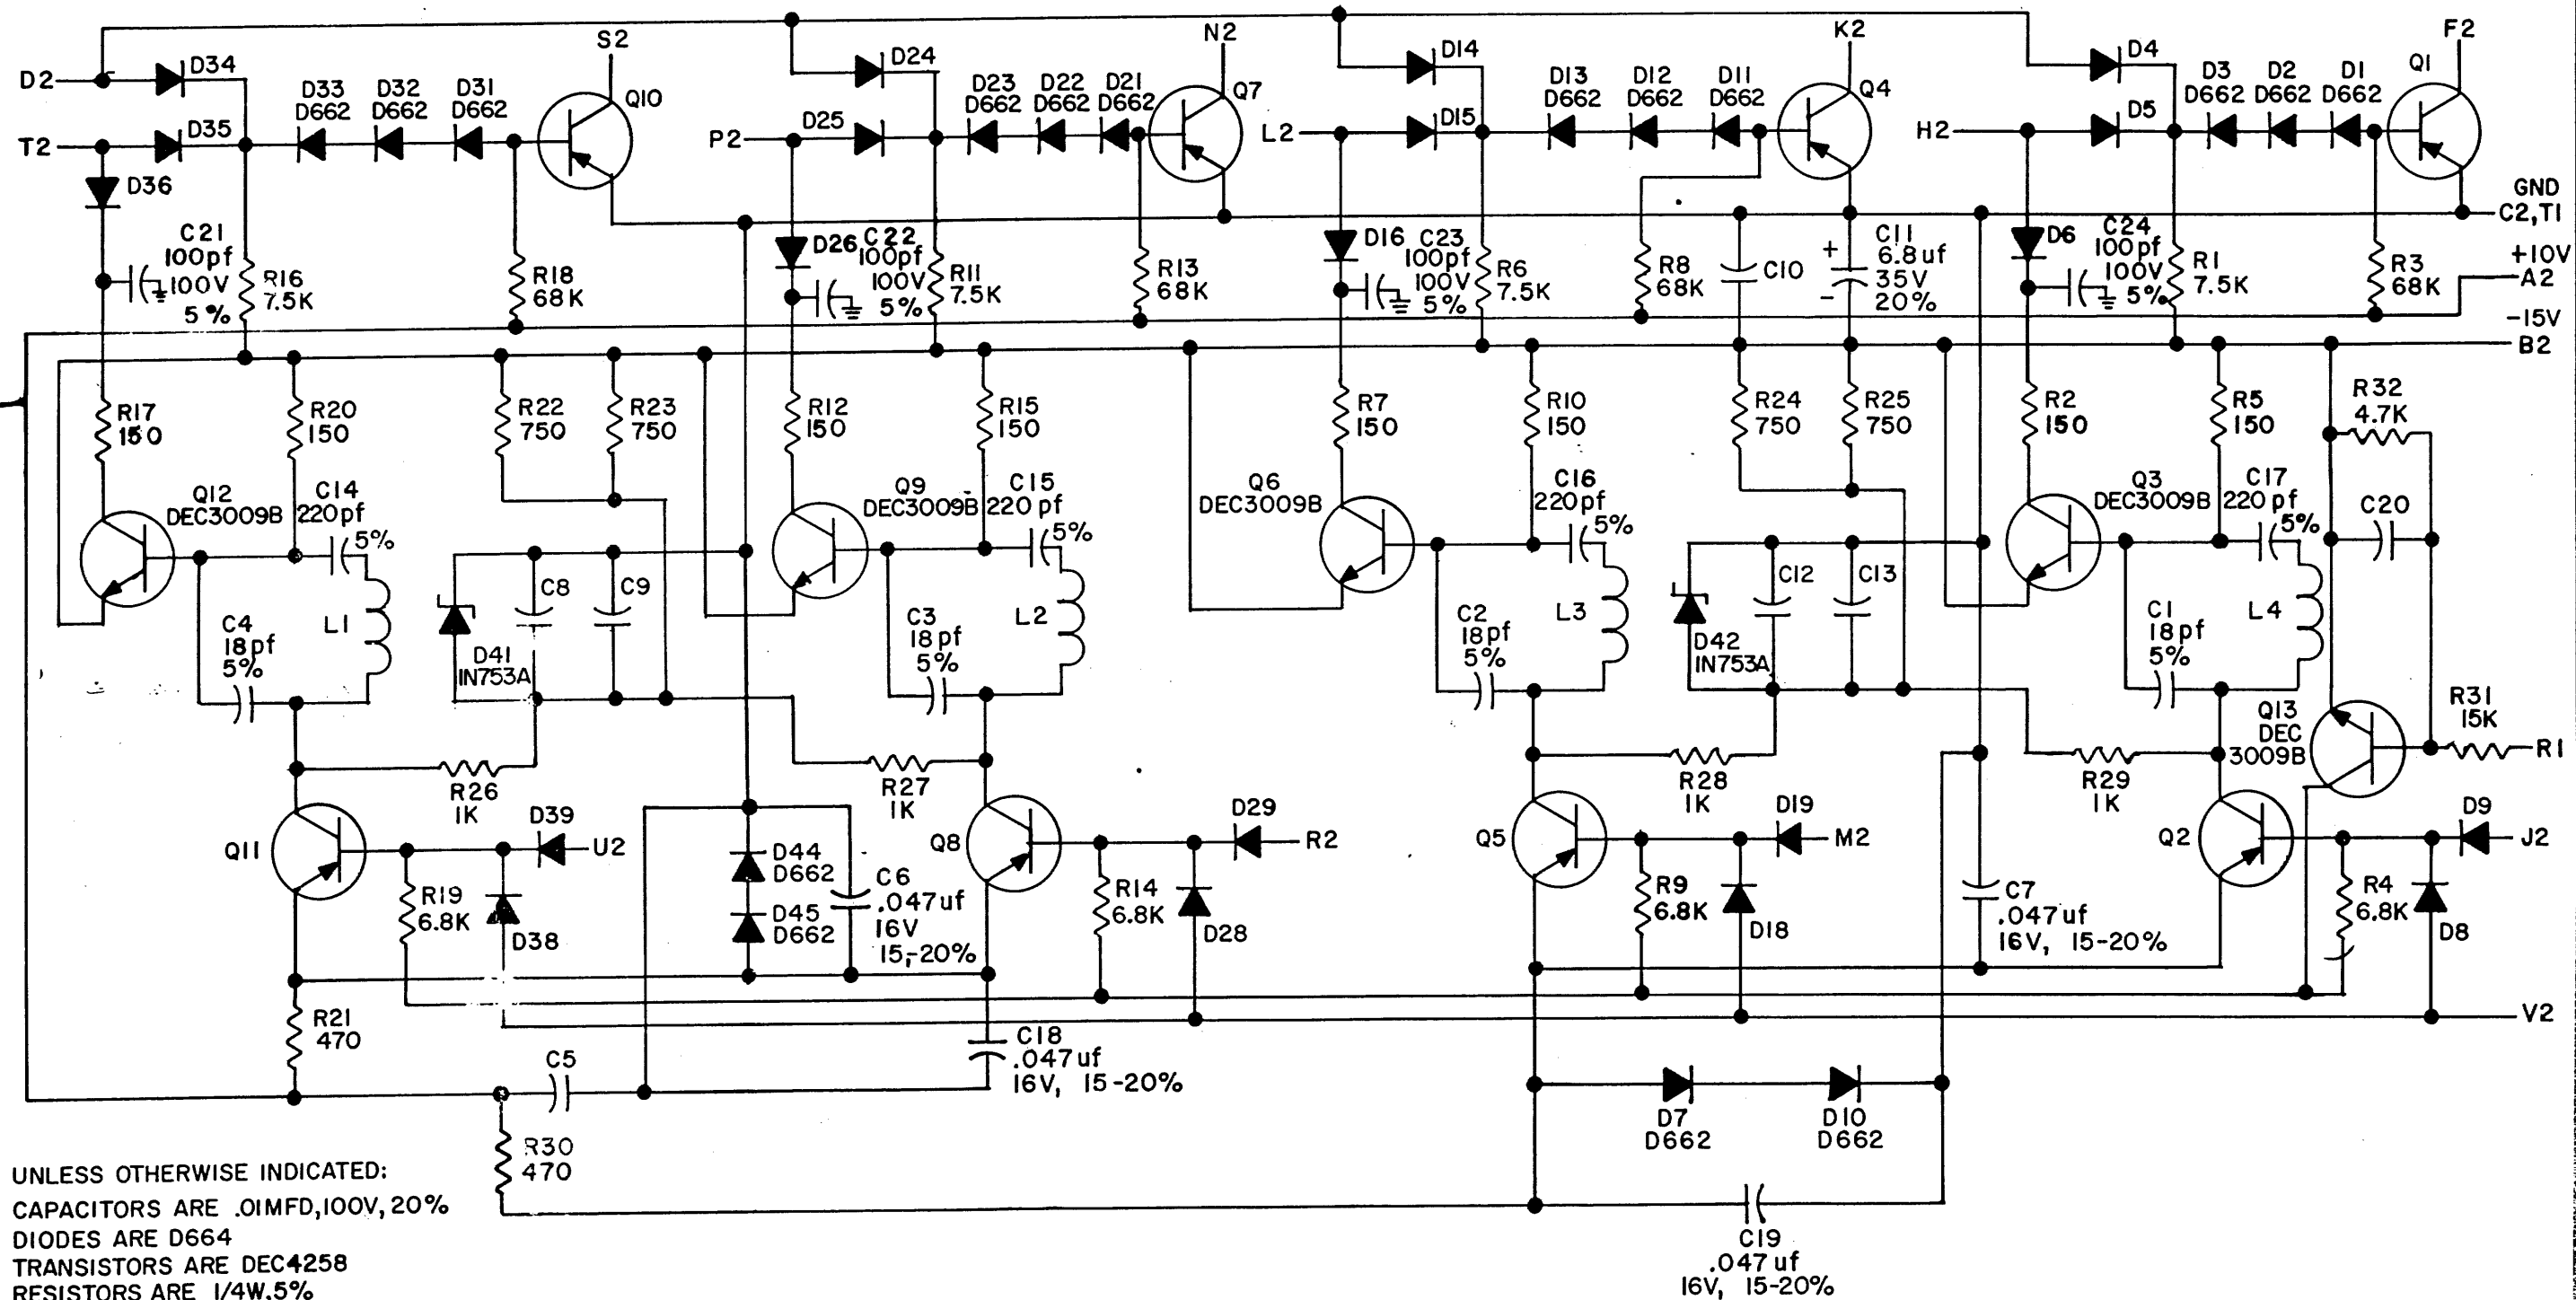 S2
N2
K2
F2
D2
D34
D24
D14
D4
D33
D662
D32
D662
D31
D662
Q10
D23
D662
D22
D662
D21
D662
Q7
D13
D662
D12
D662
D11
D662
Q4
D3
D662
D2
D662
D1
D662
Q1
T2
D35
P2
D25
L2
D15
H2
D5
D36
GND
C2,T1
C21
100pf
100V
5%
R16
7.5K
R18
68K
D26
C22
100pf
100V
5%
R11
7.5K
R13
68K
D16
C23
100pf
100V
5%
R6
7.5K
R8
68K
C10
+
C11
6.8uf
35V
20%
-
D6
C24
100pf
100V
5%
R1
7.5K
R3
68K
+10V
A2
-15V
B2
R17
150
R20
150
R22
750
R23
750
R12
150
R15
150
R7
150
R10
150
R24
750
R25
750
R2
150
R5
150
R32
4.7K
Q12
DEC3009B
C14
220pf
5%
Q9
DEC3009B
C15
220pf
5%
Q6
DEC3009B
C16
220pf
5%
Q3
DEC3009B
C17
220pf
5%
C20
C4
18pf
5%
L1
D41
IN753A
C8
C9
C3
18pf
5%
L2
C2
18pf
5%
L3
D42
IN753A
C12
C13
C1
18pf
5%
L4
Q13
DEC
3009B
R31
15K
R1
R26
1K
R27
1K
R28
1K
R29
1K
Q11
D39
U2
R19
6.8K
D38
D44
D662
D45
D662
C6
.047uf
16V
15-20%
Q8
D29
R2
R14
6.8K
D28
Q5
D19
M2
R9
6.8K
D18
C7
.047uf
16V, 15-20%
Q2
D9
J2
R4
6.8K
D8
V2
R21
470
C5
C18
.047uf
16V, 15-20%
R30
470
D7
D662
D10
D662
C19
.047uf
16V, 15-20%
UNLESS OTHERWISE INDICATED:
CAPACITORS ARE .01MFD,100V,20%
DIODES ARE D664
TRANSISTORS ARE DEC4258
RESISTORS ARE 1/4W,5%